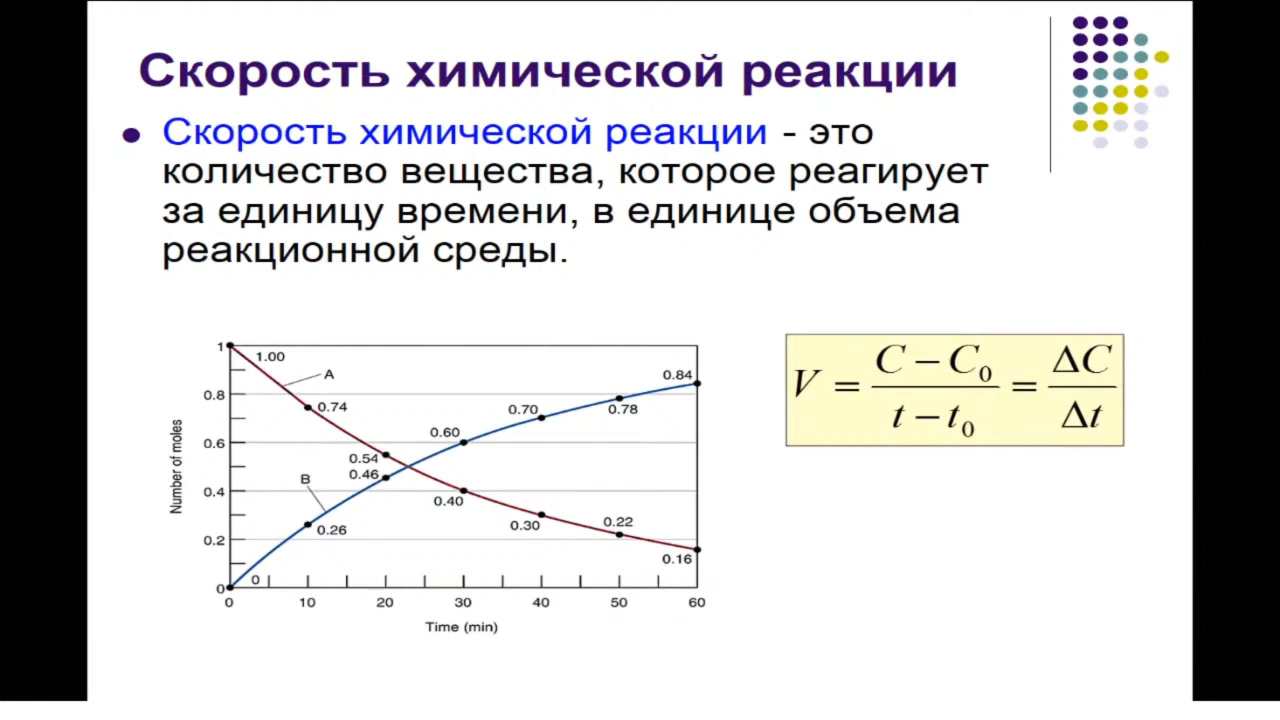 Скорость химической реакции
Скорость химической реакции - это
количество вещества, которое реагирует
за единицу времени, в единице объема
реакционной среды.
Number of moles
1
0.8
0.6
0.4
0.2
0
0
10
20
30
40
50
60
Time (min)
1.00
A
0.74
0.54
0.40
0.30
0.22
0.16
B
0
0.26
0.46
0.60
0.70
0.78
0.84
V = (C − C₀)/(t − t₀) = ΔC/Δt